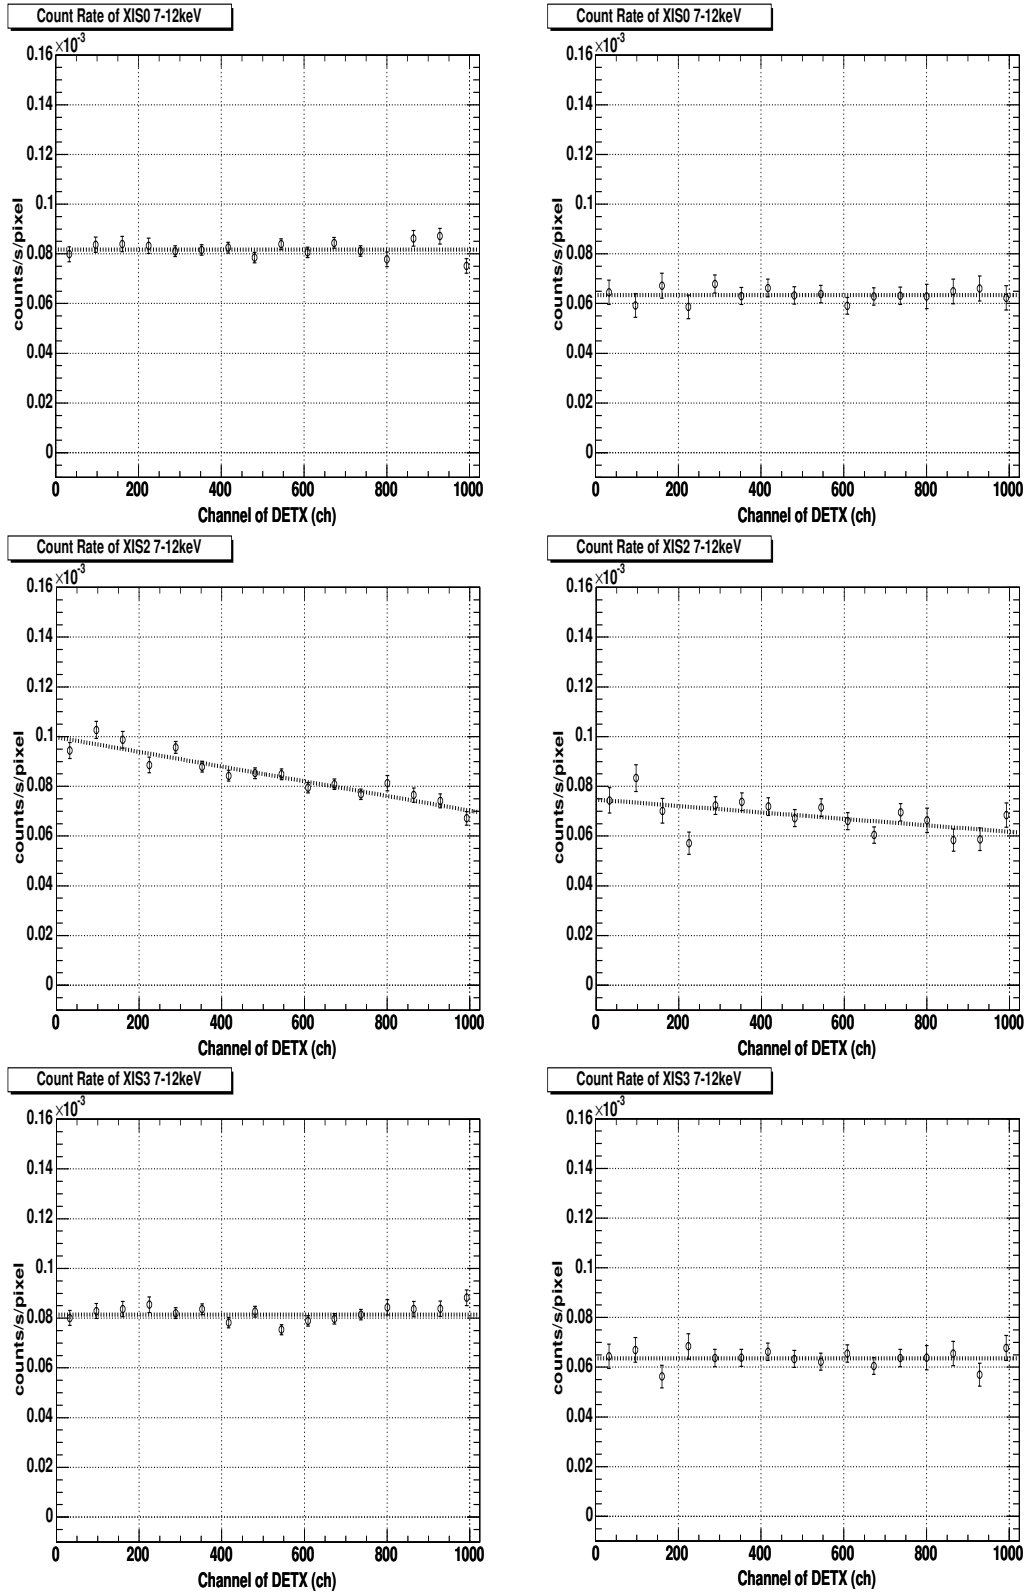 Count Rate of XIS0 7-12keV
×10-3
0.16
0.14
0.12
0.1
0.08
0.06
0.04
0.02
0
counts/s/pixel
0 200 400 600 800 1000
Channel of DETX (ch)
Count Rate of XIS0 7-12keV
×10-3
0.16
0.14
0.12
0.1
0.08
0.06
0.04
0.02
0
counts/s/pixel
0 200 400 600 800 1000
Channel of DETX (ch)
Count Rate of XIS2 7-12keV
×10-3
0.16
0.14
0.12
0.1
0.08
0.06
0.04
0.02
0
counts/s/pixel
0 200 400 600 800 1000
Channel of DETX (ch)
Count Rate of XIS2 7-12keV
×10-3
0.16
0.14
0.12
0.1
0.08
0.06
0.04
0.02
0
counts/s/pixel
0 200 400 600 800 1000
Channel of DETX (ch)
Count Rate of XIS3 7-12keV
×10-3
0.16
0.14
0.12
0.1
0.08
0.06
0.04
0.02
0
counts/s/pixel
0 200 400 600 800 1000
Channel of DETX (ch)
Count Rate of XIS3 7-12keV
×10-3
0.16
0.14
0.12
0.1
0.08
0.06
0.04
0.02
0
counts/s/pixel
0 200 400 600 800 1000
Channel of DETX (ch)